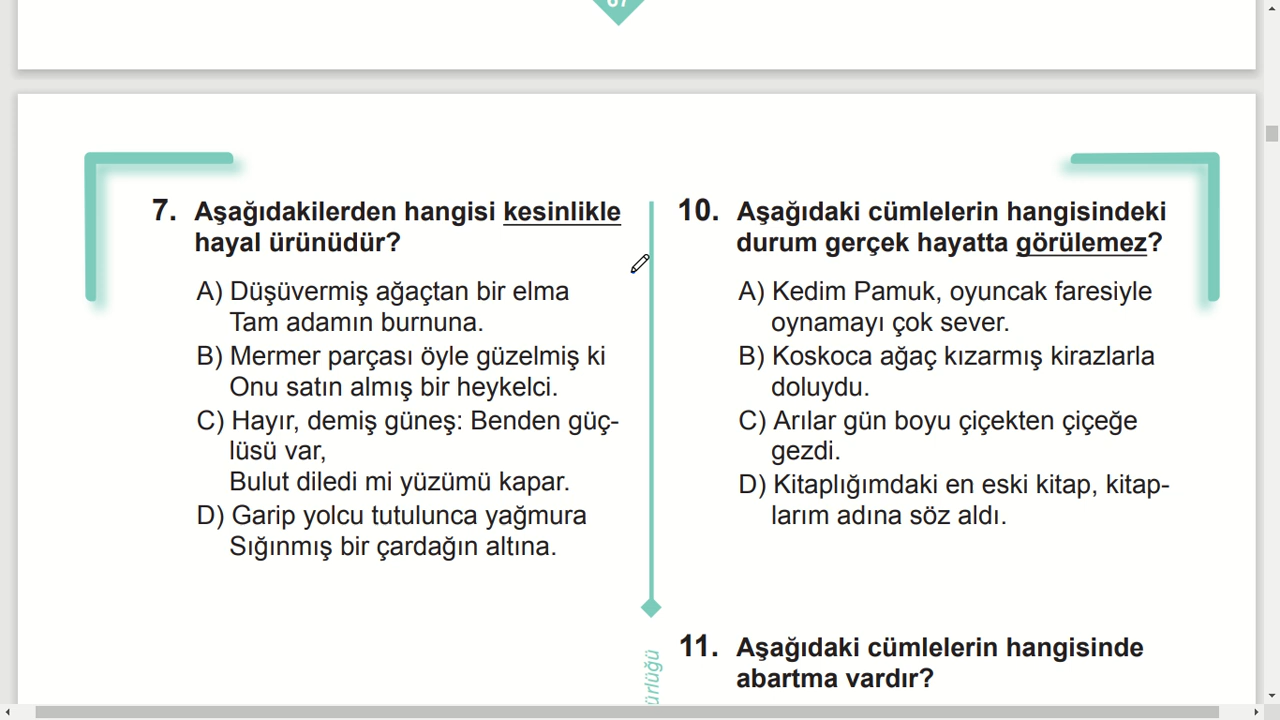 67
7. Aşağıdakilerden hangisi kesinlikle
hayal ürünüdür?
A) Düşüvermiş ağaçtan bir elma
Tam adamın burnuna.
B) Mermer parçası öyle güzelmiş ki
Onu satın almış bir heykelci.
C) Hayır, demiş güneş: Benden güç-
lüsü var,
Bulut diledi mi yüzümü kapar.
D) Garip yolcu tutulunca yağmura
Sığınmış bir çardağın altına.
10. Aşağıdaki cümlelerin hangisindeki
durum gerçek hayatta görülemez?
A) Kedim Pamuk, oyuncak faresiyle
oynamayı çok sever.
B) Koskoca ağaç kızarmış kirazlarla
doluydu.
C) Arılar gün boyu çiçekten çiçeğe
gezdi.
D) Kitaplığımdaki en eski kitap, kitap-
larım adına söz aldı.
11. Aşağıdaki cümlelerin hangisinde
abartma vardır?
ürlüğü